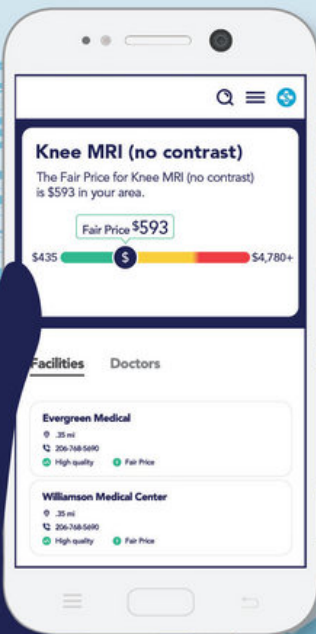 Knee MRI (no contrast)
The Fair Price for Knee MRI (no contrast)
is $593 in your area.
Fair Price $593
$435 $ $4,780+
Facilities Doctors
Evergreen Medical
.35 mi
206-768-5690
High quality Fair Price
Williamson Medical Center
.35 mi
206-768-5690
High quality Fair Price